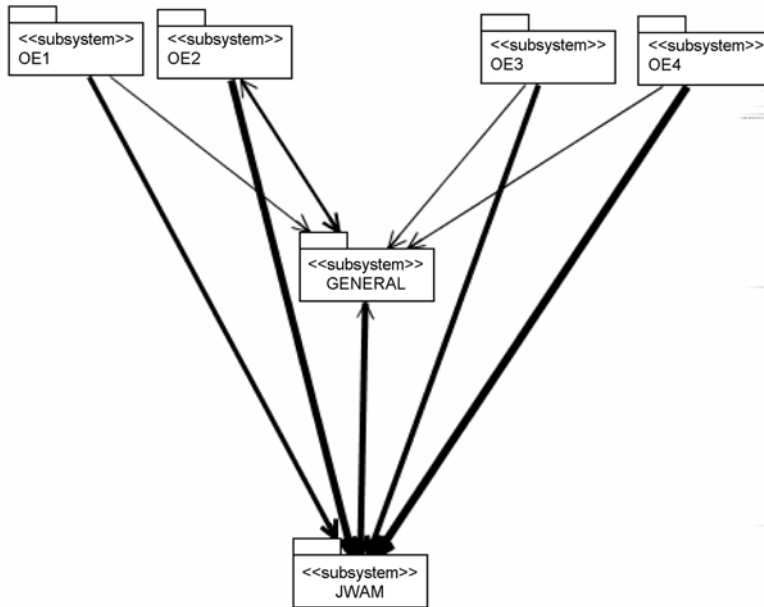 <<subsystem>>
OE1
<<subsystem>>
OE2
<<subsystem>>
OE3
<<subsystem>>
OE4
<<subsystem>>
GENERAL
<<subsystem>>
JWAM